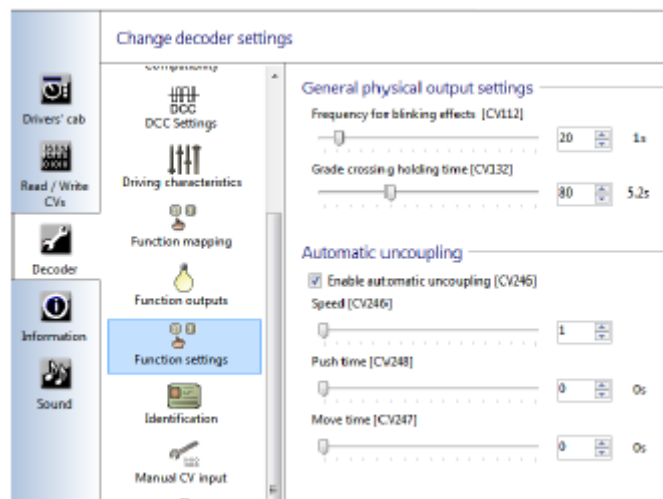 Change decoder settings
Drivers' cab
Read / Write
CVs
Decoder
Information
Sound
Compatibility
DCC
DCC Settings
Driving characteristics
Function mapping
Function outputs
Function settings
Identification
Manual CV input
General physical output settings
Frequency for blinking effects [CV112]
20 1s
Grade crossing holding time [CV132]
80 5.2s
Automatic uncoupling
Enable automatic uncoupling [CV246]
Speed [CV246]
1
Push time [CV248]
0 0s
Move time [CV247]
0 0s